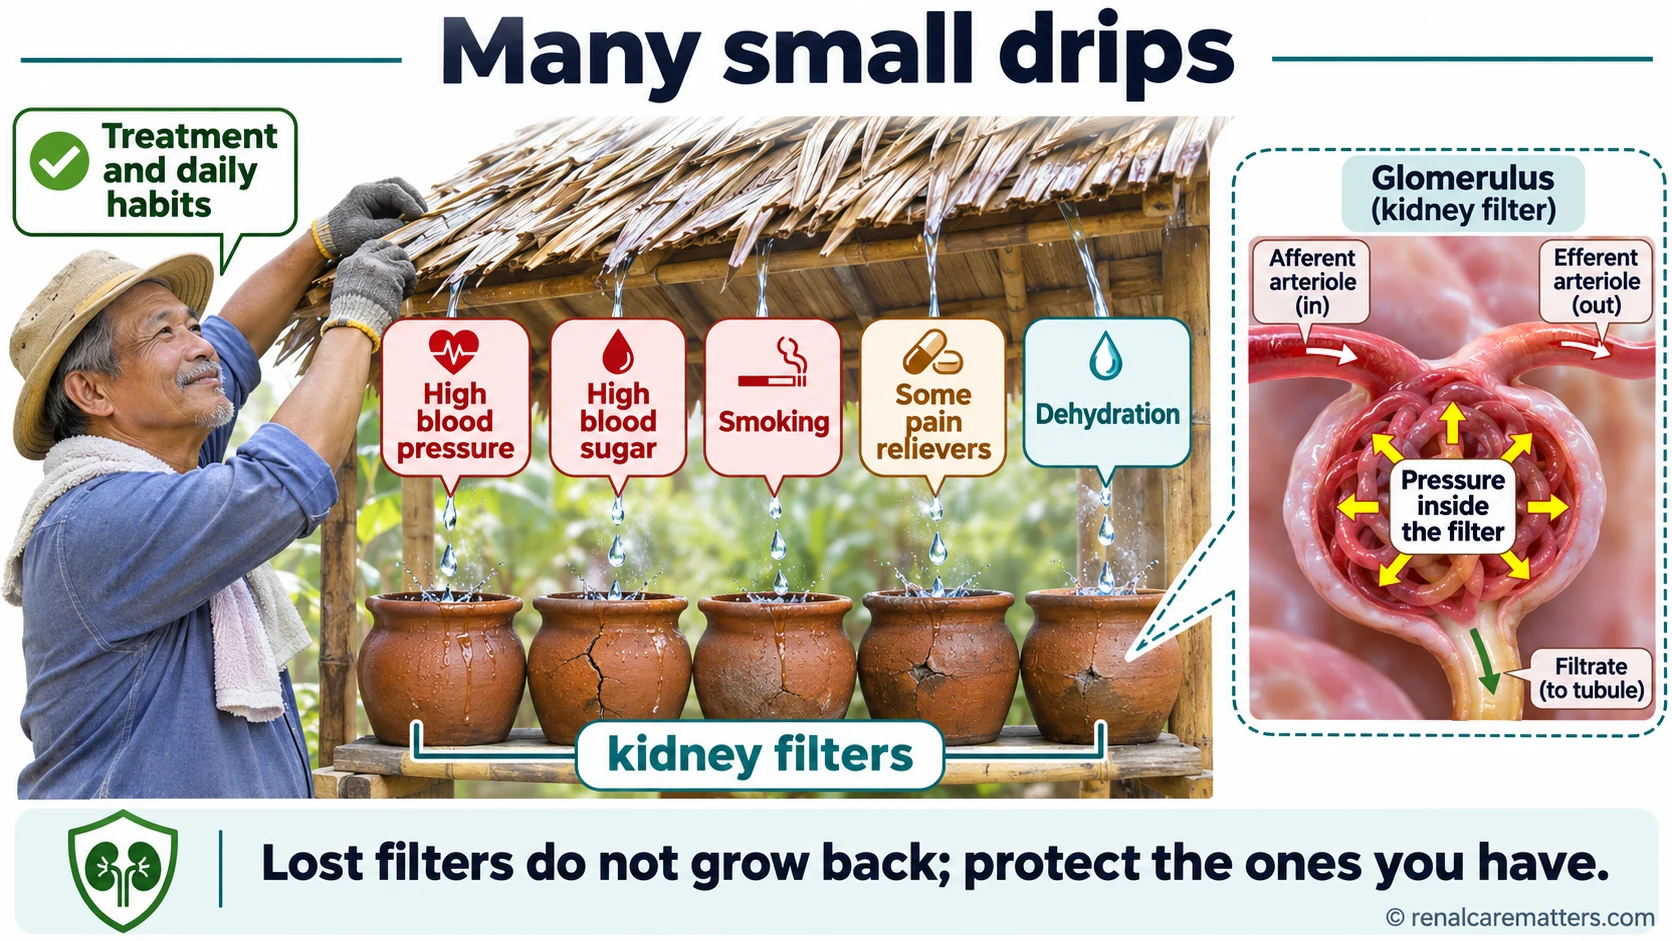 Many small drips
Treatment
and daily
habits
High
blood
pressure
High
blood
sugar
Smoking
Some
pain
relievers
Dehydration
kidney filters
Glomerulus
(kidney filter)
Afferent
arteriole
(in)
Efferent
arteriole
(out)
Pressure
inside
the filter
Filtrate
(to tubule)
Lost filters do not grow back; protect the ones you have.
© renalcarematters.com